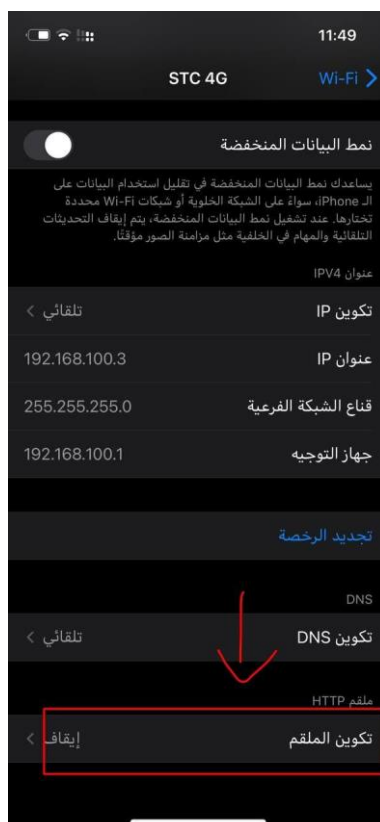 11:49
Wi-Fi
STC 4G
نمط البيانات المنخفضة
يساعدك نمط البيانات المنخفضة في تقليل استخدام البيانات على
الـ iPhone، سواءً على الشبكة الخلوية أو شبكات Wi-Fi محددة
تختارها. عند تشغيل نمط البيانات المنخفضة، يتم إيقاف التحديثات
التلقائية والمهام في الخلفية مثل مزامنة الصور مؤقتًا.
عنوان IPV4
تكوين IP تلقائي
عنوان IP 192.168.100.3
قناع الشبكة الفرعية 255.255.255.0
جهاز التوجيه 192.168.100.1
تجديد الرخصة
DNS
تكوين DNS تلقائي
ملقم HTTP
تكوين الملقم إيقاف